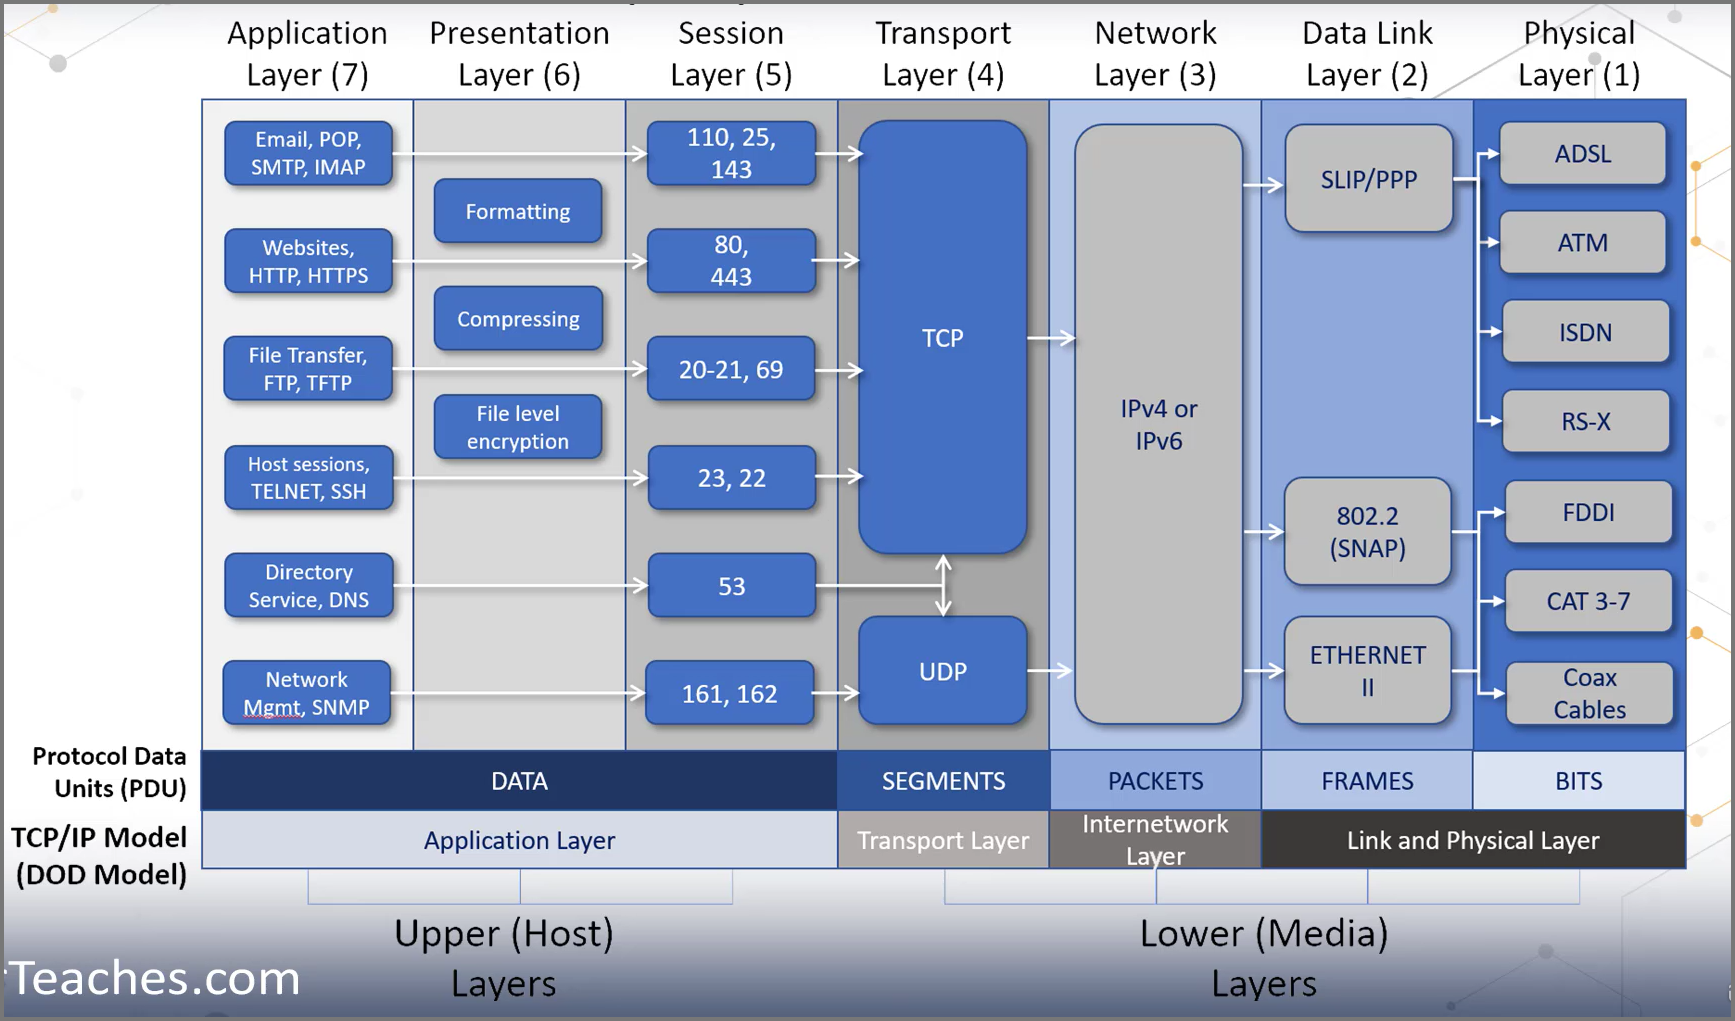 Application
Layer (7)
Presentation
Layer (6)
Session
Layer (5)
Transport
Layer (4)
Network
Layer (3)
Data Link
Layer (2)
Physical
Layer (1)
Email, POP,
SMTP, IMAP
Websites,
HTTP, HTTPS
File Transfer,
FTP, TFTP
Host sessions,
TELNET, SSH
Directory
Service, DNS
Network
Mgmt, SNMP
Formatting
Compressing
File level
encryption
110, 25,
143
80,
443
20-21, 69
23, 22
53
161, 162
TCP
UDP
IPv4 or
IPv6
SLIP/PPP
802.2
(SNAP)
ETHERNET
II
ADSL
ATM
ISDN
RS-X
FDDI
CAT 3-7
Coax
Cables
Protocol Data
Units (PDU)
DATA
SEGMENTS
PACKETS
FRAMES
BITS
TCP/IP Model
(DOD Model)
Application Layer
Transport Layer
Internetwork
Layer
Link and Physical Layer
Upper (Host)
Layers
Lower (Media)
Layers
rTeaches.com